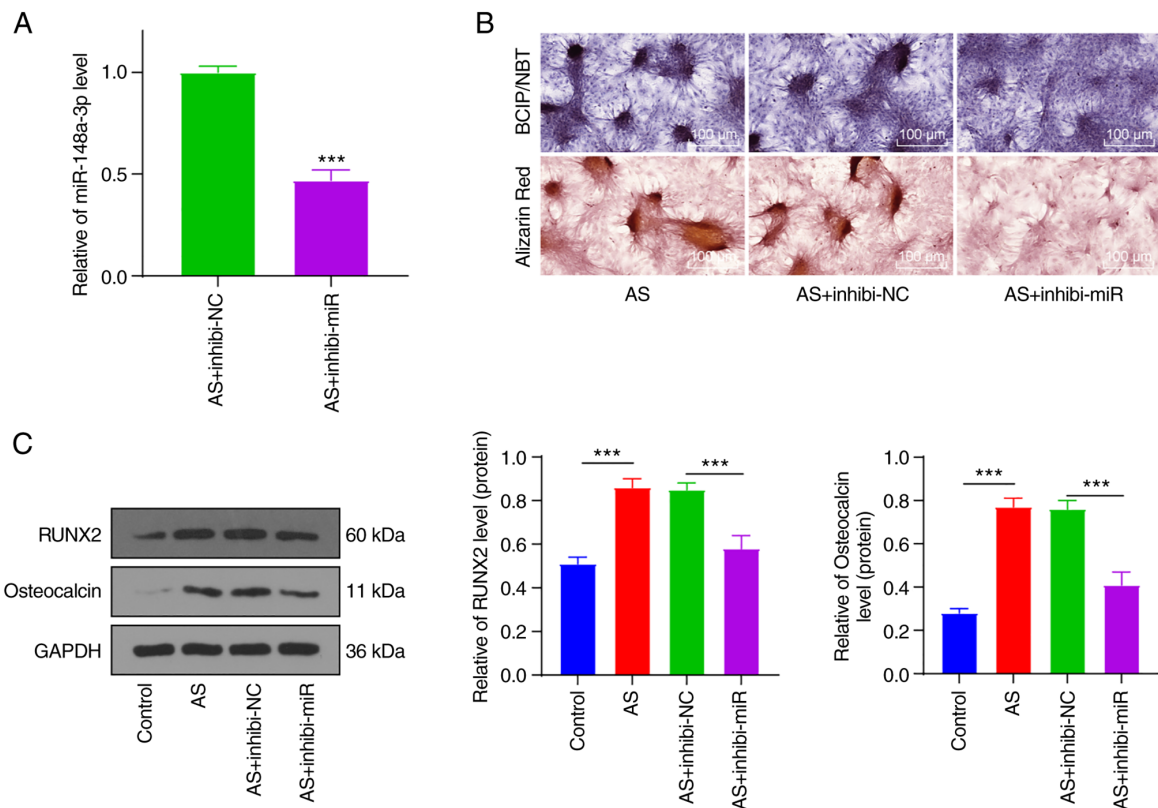 A
Relative of miR-148a-3p level
1.0
0.5
0.0
***
AS+inhibi-NC
AS+inhibi-miR
B
BCIP/NBT
100 μm
100 μm
100 μm
Alizarin Red
100 μm
100 μm
100 μm
AS
AS+inhibi-NC
AS+inhibi-miR
C
RUNX2
60 kDa
Osteocalcin
11 kDa
GAPDH
36 kDa
Control
AS
AS+inhibi-NC
AS+inhibi-miR
Relative of RUNX2 level (protein)
1.0
0.8
0.6
0.4
0.2
0.0
***
***
Control
AS
AS+inhibi-NC
AS+inhibi-miR
Relative of Osteocalcin
level (protein)
1.0
0.8
0.6
0.4
0.2
0.0
***
***
Control
AS
AS+inhibi-NC
AS+inhibi-miR